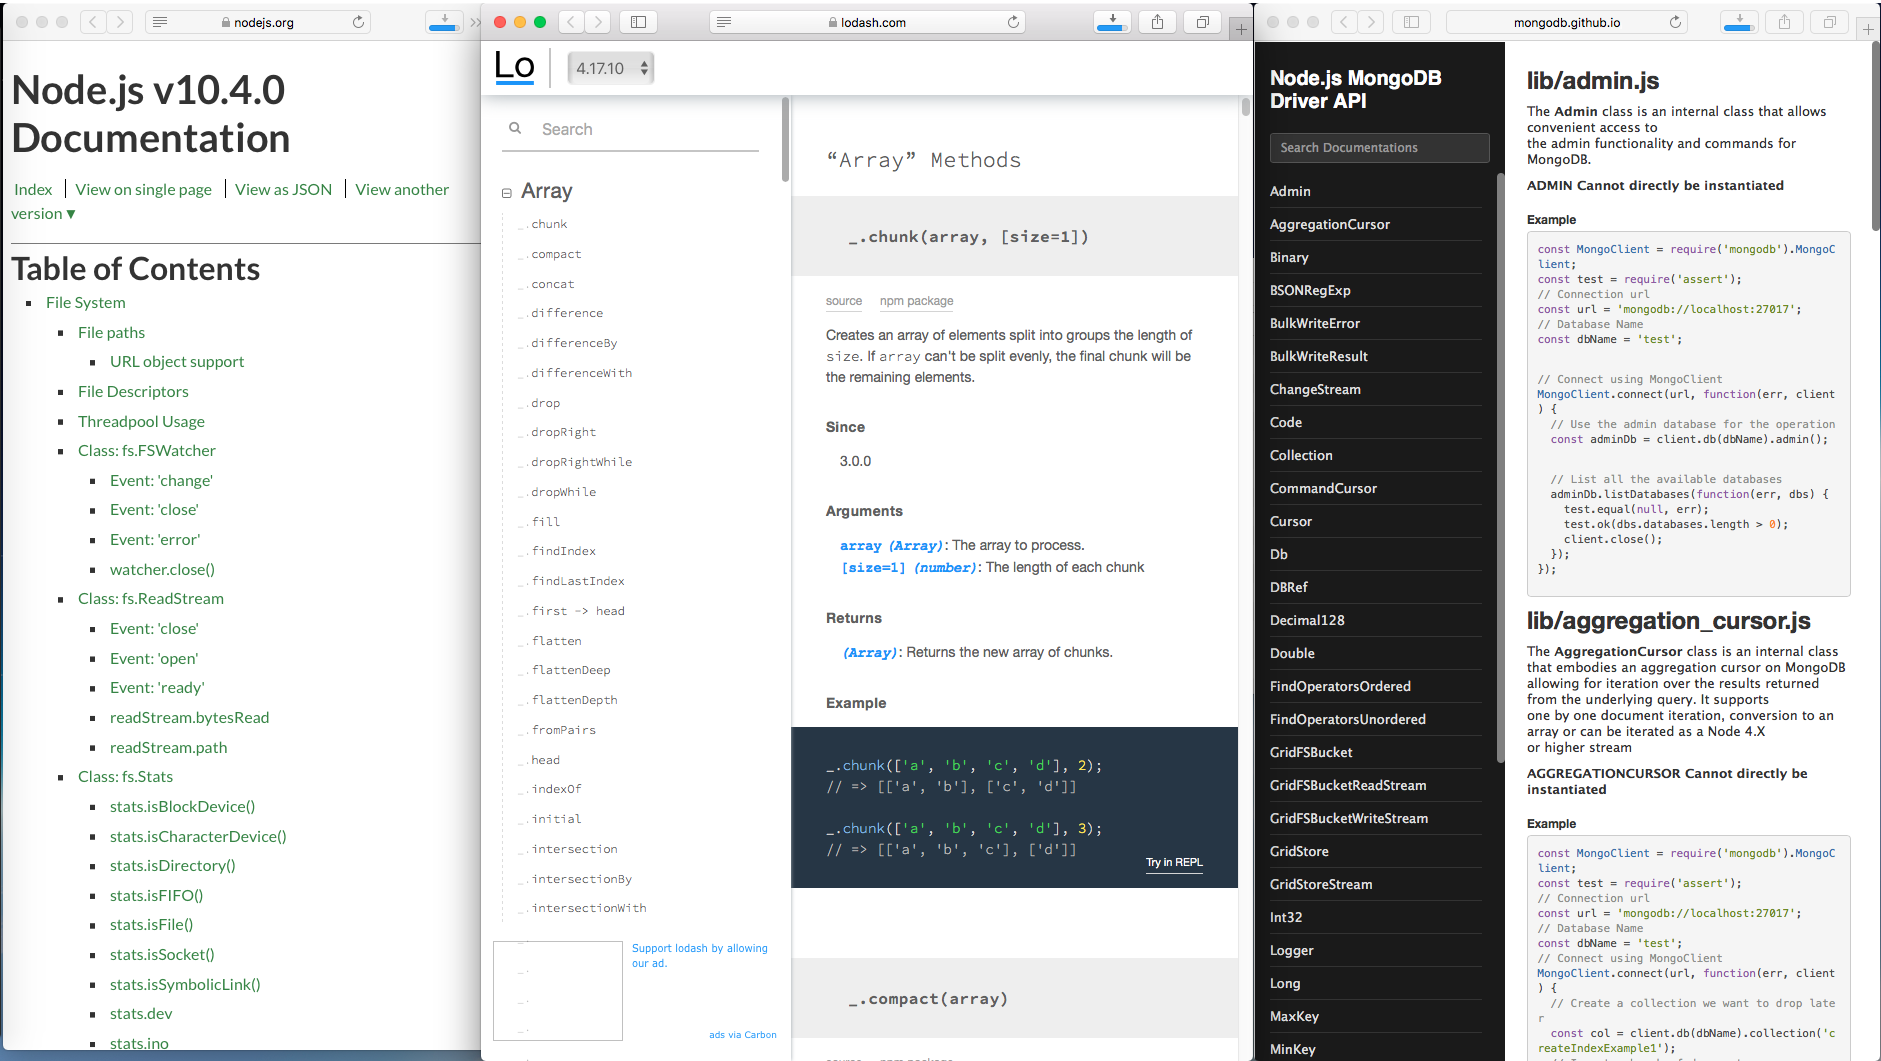 nodejs.org
Node.js v10.4.0
Documentation
Index
View on single page
View as JSON
View another
version ▼
Table of Contents
File System
File paths
URL object support
File Descriptors
Threadpool Usage
Class: fs.FSWatcher
Event: 'change'
Event: 'close'
Event: 'error'
watcher.close()
Class: fs.ReadStream
Event: 'close'
Event: 'open'
Event: 'ready'
readStream.bytesRead
readStream.path
Class: fs.Stats
stats.isBlockDevice()
stats.isCharacterDevice()
stats.isDirectory()
stats.isFIFO()
stats.isFile()
stats.isSocket()
stats.isSymbolicLink()
stats.dev
stats.ino
lodash.com
Lo
4.17.10
Search
Array
_.chunk
_.compact
_.concat
_.difference
_.differenceBy
_.differenceWith
_.drop
_.dropRight
_.dropRightWhile
_.dropWhile
_.fill
_.findIndex
_.findLastIndex
_.first -> head
_.flatten
_.flattenDeep
_.flattenDepth
_.fromPairs
_.head
_.indexOf
_.initial
_.intersection
_.intersectionBy
_.intersectionWith
Support lodash by allowing
our ad.
ads via Carbon
“Array” Methods
_.chunk(array, [size=1])
source
npm package
Creates an array of elements split into groups the length of
size. If array can't be split evenly, the final chunk will be
the remaining elements.
Since
3.0.0
Arguments
array (Array): The array to process.
[size=1] (number): The length of each chunk
Returns
(Array): Returns the new array of chunks.
Example
_.chunk(['a', 'b', 'c', 'd'], 2);
// => [['a', 'b'], ['c', 'd']]
_.chunk(['a', 'b', 'c', 'd'], 3);
// => [['a', 'b', 'c'], ['d']]
Try in REPL
_.compact(array)
mongodb.github.io
Node.js MongoDB
Driver API
Search Documentations
Admin
AggregationCursor
Binary
BSONRegExp
BulkWriteError
BulkWriteResult
ChangeStream
Code
Collection
CommandCursor
Cursor
Db
DBRef
Decimal128
Double
FindOperatorsOrdered
FindOperatorsUnordered
GridFSBucket
GridFSBucketReadStream
GridFSBucketWriteStream
GridStore
GridStoreStream
Int32
Logger
Long
MaxKey
MinKey
lib/admin.js
The Admin class is an internal class that allows
convenient access to
the admin functionality and commands for
MongoDB.
ADMIN Cannot directly be instantiated
Example
const MongoClient = require('mongodb').MongoC
lient;
const test = require('assert');
// Connection url
const url = 'mongodb://localhost:27017';
// Database Name
const dbName = 'test';
// Connect using MongoClient
MongoClient.connect(url, function(err, client
) {
// Use the admin database for the operation
const adminDb = client.db(dbName).admin();
// List all the available databases
adminDb.listDatabases(function(err, dbs) {
test.equal(null, err);
test.ok(dbs.databases.length > 0);
client.close();
});
});
lib/aggregation_cursor.js
The AggregationCursor class is an internal class
that embodies an aggregation cursor on MongoDB
allowing for iteration over the results returned
from the underlying query. It supports
one by one document iteration, conversion to an
array or can be iterated as a Node 4.X
or higher stream
AGGREGATIONCURSOR Cannot directly be
instantiated
Example
const MongoClient = require('mongodb').MongoC
lient;
const test = require('assert');
// Connection url
const url = 'mongodb://localhost:27017';
// Database Name
const dbName = 'test';
// Connect using MongoClient
MongoClient.connect(url, function(err, client
) {
// Create a collection we want to drop late
r
const col = client.db(dbName).collection('c
reateIndexExample1');